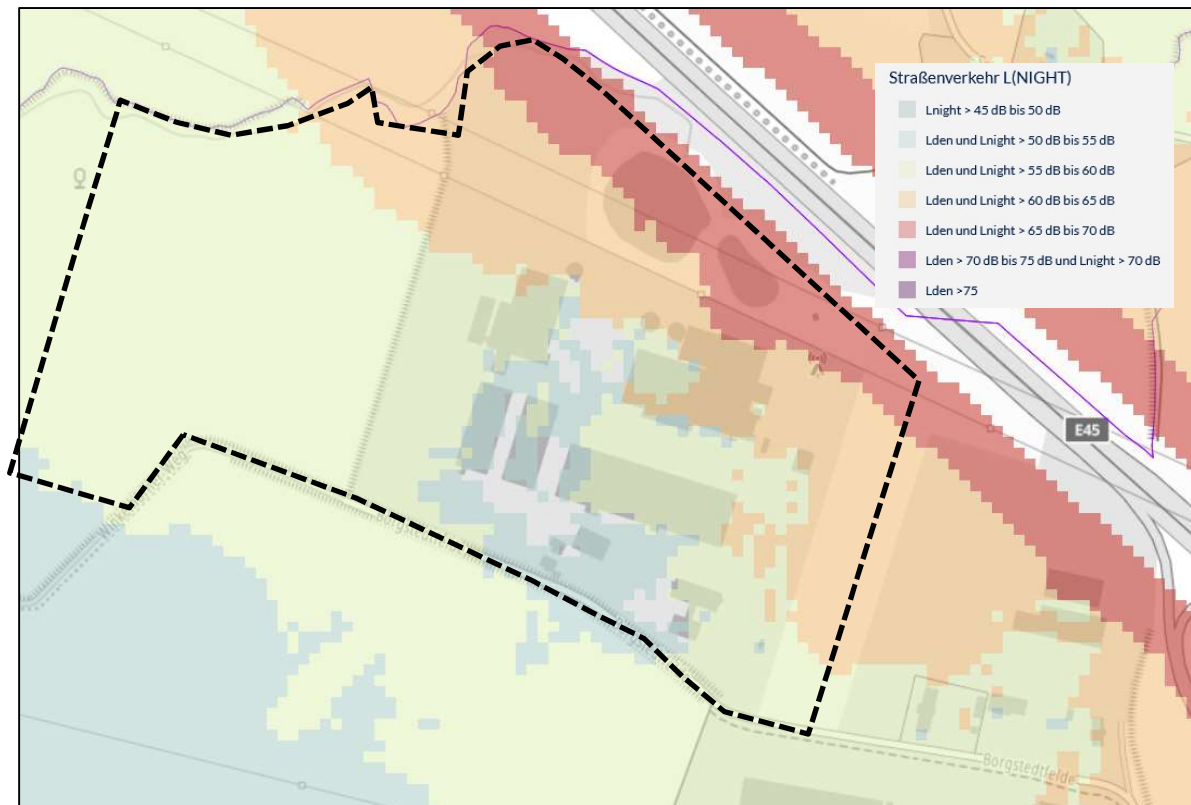 Straßenverkehr L(NIGHT)
Lnight > 45 dB bis 50 dB
Lden und Lnight > 50 dB bis 55 dB
Lden und Lnight > 55 dB bis 60 dB
Lden und Lnight > 60 dB bis 65 dB
Lden und Lnight > 65 dB bis 70 dB
Lden > 70 dB bis 75 dB und Lnight > 70 dB
Lden >75
E45
Borgstedtfelde